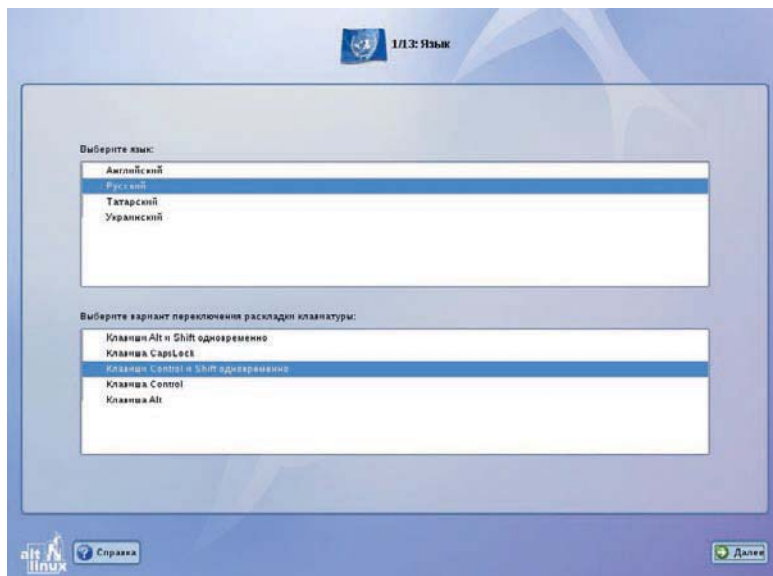 1/13: Язык
Выберите язык:
Английский
Русский
Татарский
Украинский
Выберите вариант переключения раскладки клавиатуры:
Клавиши Alt и Shift одновременно
Клавиша CapsLock
Клавиши Control и Shift одновременно
Клавиша Control
Клавиша Alt
alt linux
Справка
Далее